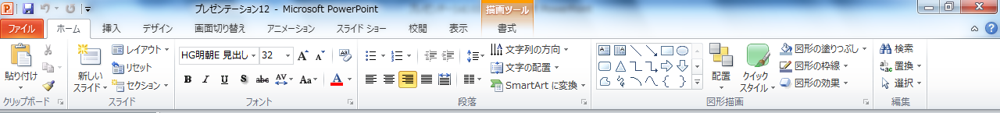 プレゼンテーション12 - Microsoft PowerPoint
描画ツール
ファイル ホーム 挿入 デザイン 画面切り替え アニメーション スライド ショー 校閲 表示 書式
貼り付け
クリップボード
新しい
スライド
レイアウト
リセット
セクション
スライド
HG明朝E 見出し 32
B I U S abc AV Aa A
フォント
文字列の方向
文字の配置
SmartArt に変換
段落
配置
クイック
スタイル
図形の塗りつぶし
図形の枠線
図形の効果
図形描画
検索
置換
選択
編集